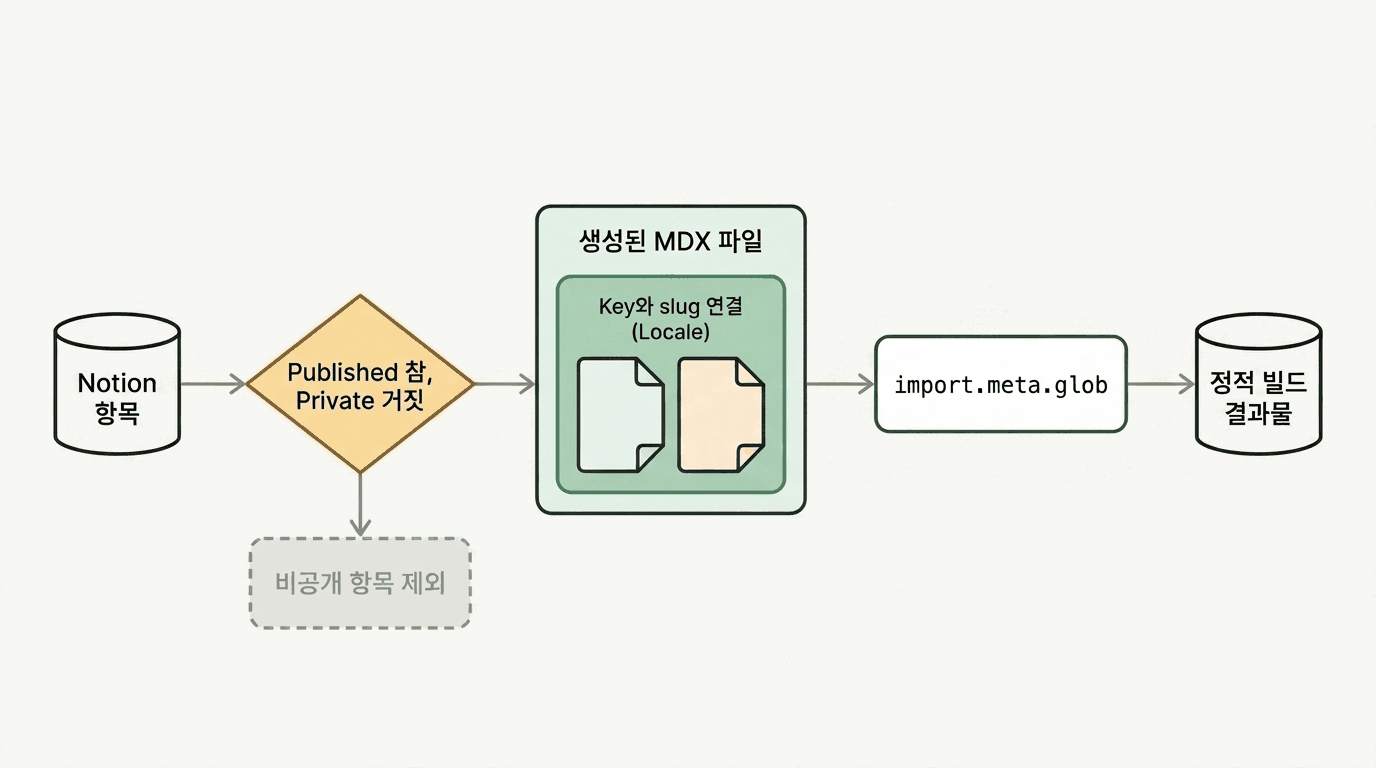 Notion
항목
Published 참,
Private 거짓
비공개 항목 제외
생성된 MDX 파일
Key와 slug 연결
(Locale)
import.meta.glob
정적 빌드
결과물